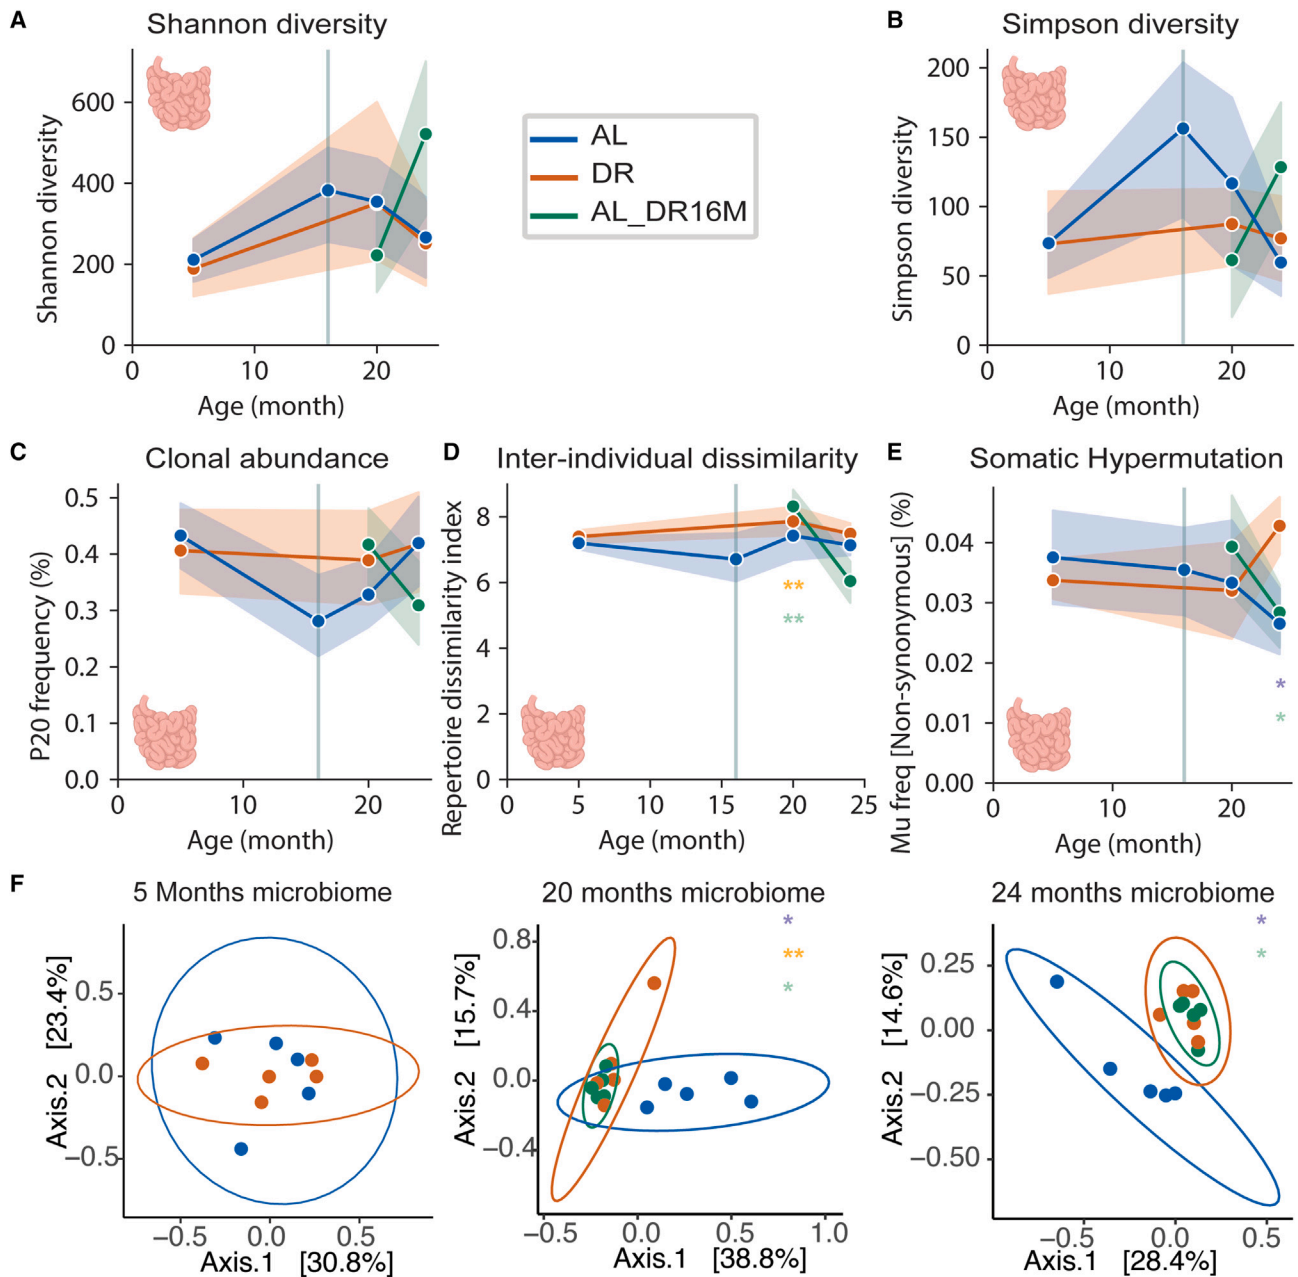 A
Shannon diversity
Shannon diversity
600
400
200
0
0
10
20
Age (month)
AL
DR
AL_DR16M
B
Simpson diversity
Simpson diversity
200
150
100
50
0
0
10
20
Age (month)
C
Clonal abundance
P20 frequency (%)
0.5
0.4
0.3
0.2
0.1
0.0
0
10
20
Age (month)
D
Inter-individual dissimilarity
Repertoire dissimilarity index
8
6
4
2
0
**
**
0
5
10
15
20
25
Age (month)
E
Somatic Hypermutation
Mu freq [Non-synonymous] (%)
0.04
0.03
0.02
0.01
0.00
*
*
0
10
20
Age (month)
F
5 Months microbiome
Axis.2 [23.4%]
0.5
0.0
−0.5
−0.5
0.0
0.5
Axis.1 [30.8%]
20 months microbiome
*
**
*
Axis.2 [15.7%]
0.8
0.4
0.0
−0.4
−0.5
0.0
0.5
1.0
Axis.1 [38.8%]
24 months microbiome
*
*
Axis.2 [14.6%]
0.25
0.00
−0.25
−0.50
−0.5
0.0
0.5
Axis.1 [28.4%]